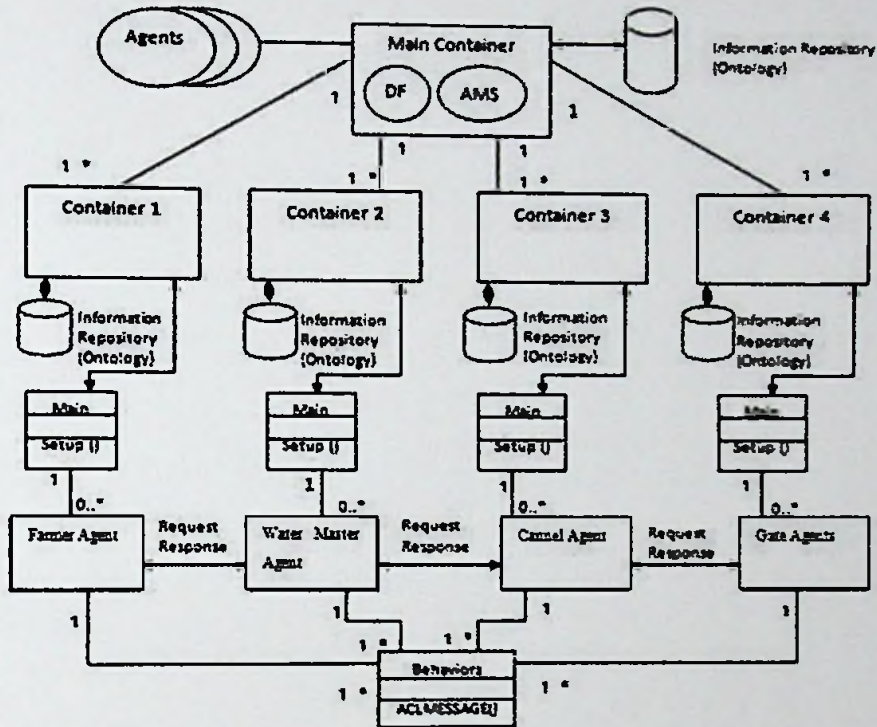 Agents
Main Container
DF
AMS
Information Repository
{Ontology}
1
1
1
1
1 *
1 *
1 *
1 *
Container 1
Container 2
Container 3
Container 4
Information
Repository
{Ontology}
Information
Repository
{Ontology}
Information
Repository
{Ontology}
Information
Repository
{Ontology}
Main
Setup ()
Main
Setup ()
Main
Setup ()
Main
Setup ()
1
0..*
1
0..*
1
0..*
1
0..*
Farmer Agent
Request
Response
Water Master
Agent
Request
Response
Cannel Agent
Request
Response
Gate Agents
1
1
1
1
1 *
1 *
Behaviors
1 *
1 *
ACLMESSAGE()